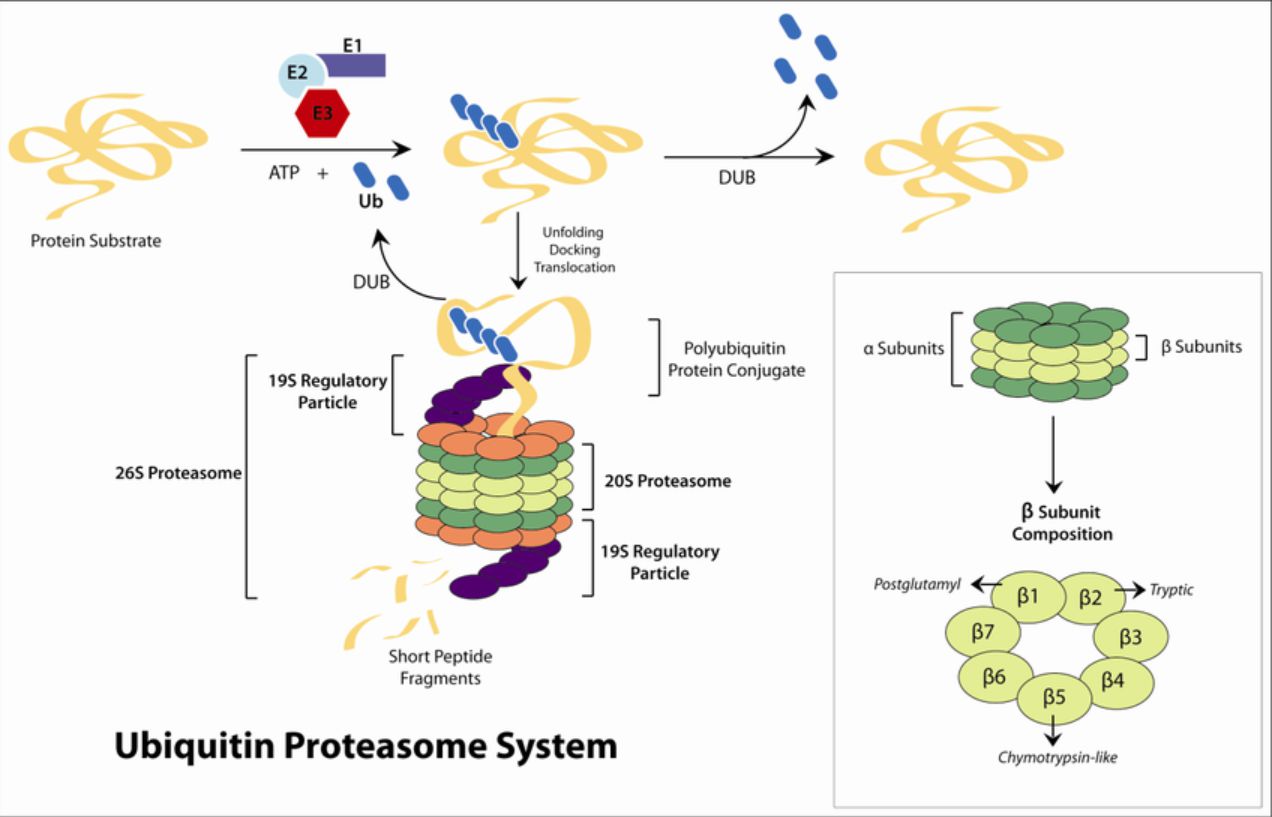 E1
E2
E3
ATP +
Ub
Protein Substrate
DUB
Unfolding
Docking
Translocation
DUB
Polyubiquitin
Protein Conjugate
19S Regulatory
Particle
26S Proteasome
20S Proteasome
19S Regulatory
Particle
Short Peptide
Fragments
Ubiquitin Proteasome System
α Subunits
β Subunits
β Subunit
Composition
Postglutamyl
Tryptic
β1
β2
β7
β3
β6
β4
β5
Chymotrypsin-like